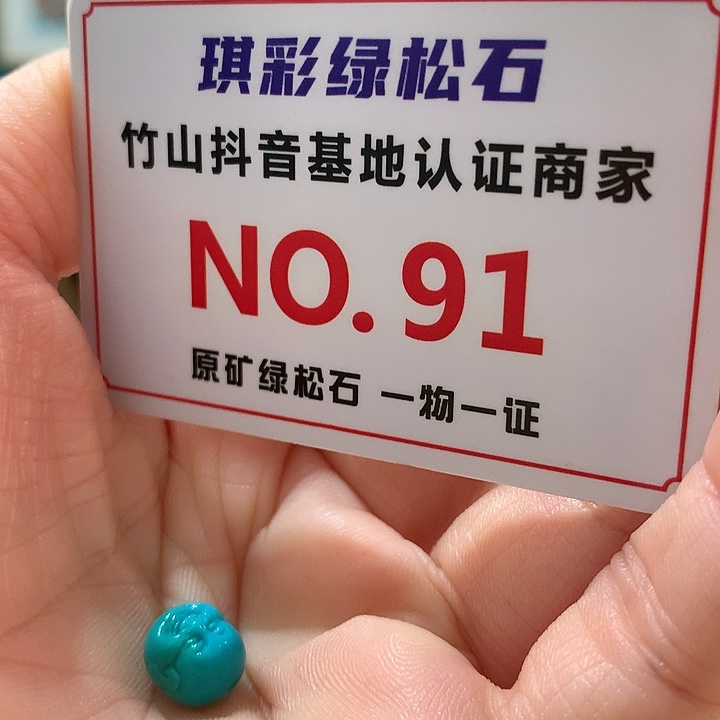 琪彩绿松石
竹山抖音基地认证商家
NO.91
原矿绿松石 一物一证